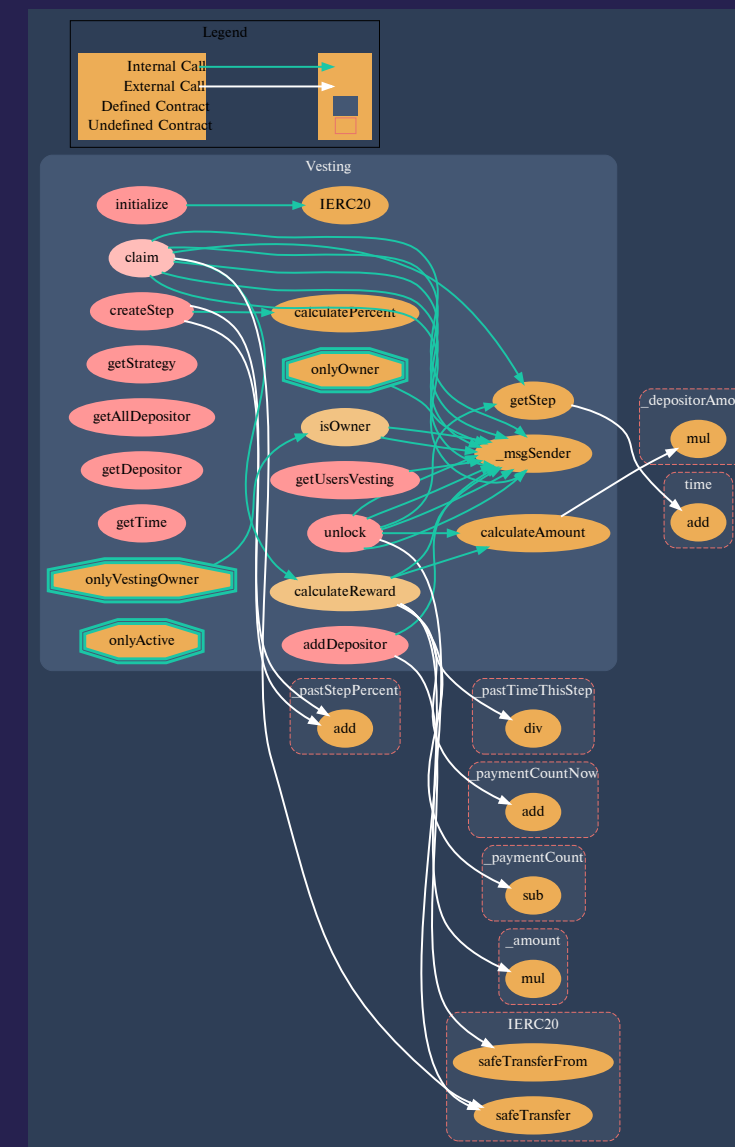 Legend
Internal Call
External Call
Defined Contract
Undefined Contract
Vesting
initialize
IERC20
claim
createStep
calculatePercent
getStrategy
onlyOwner
getAllDepositor
isOwner
getStep
_depositorAmo
mul
getDepositor
getUsersVesting
_msgSender
time
getTime
unlock
calculateAmount
add
onlyVestingOwner
calculateReward
onlyActive
addDepositor
_pastStepPercent
add
_pastTimeThisStep
div
_paymentCountNow
add
_paymentCount
sub
_amount
mul
IERC20
safeTransferFrom
safeTransfer